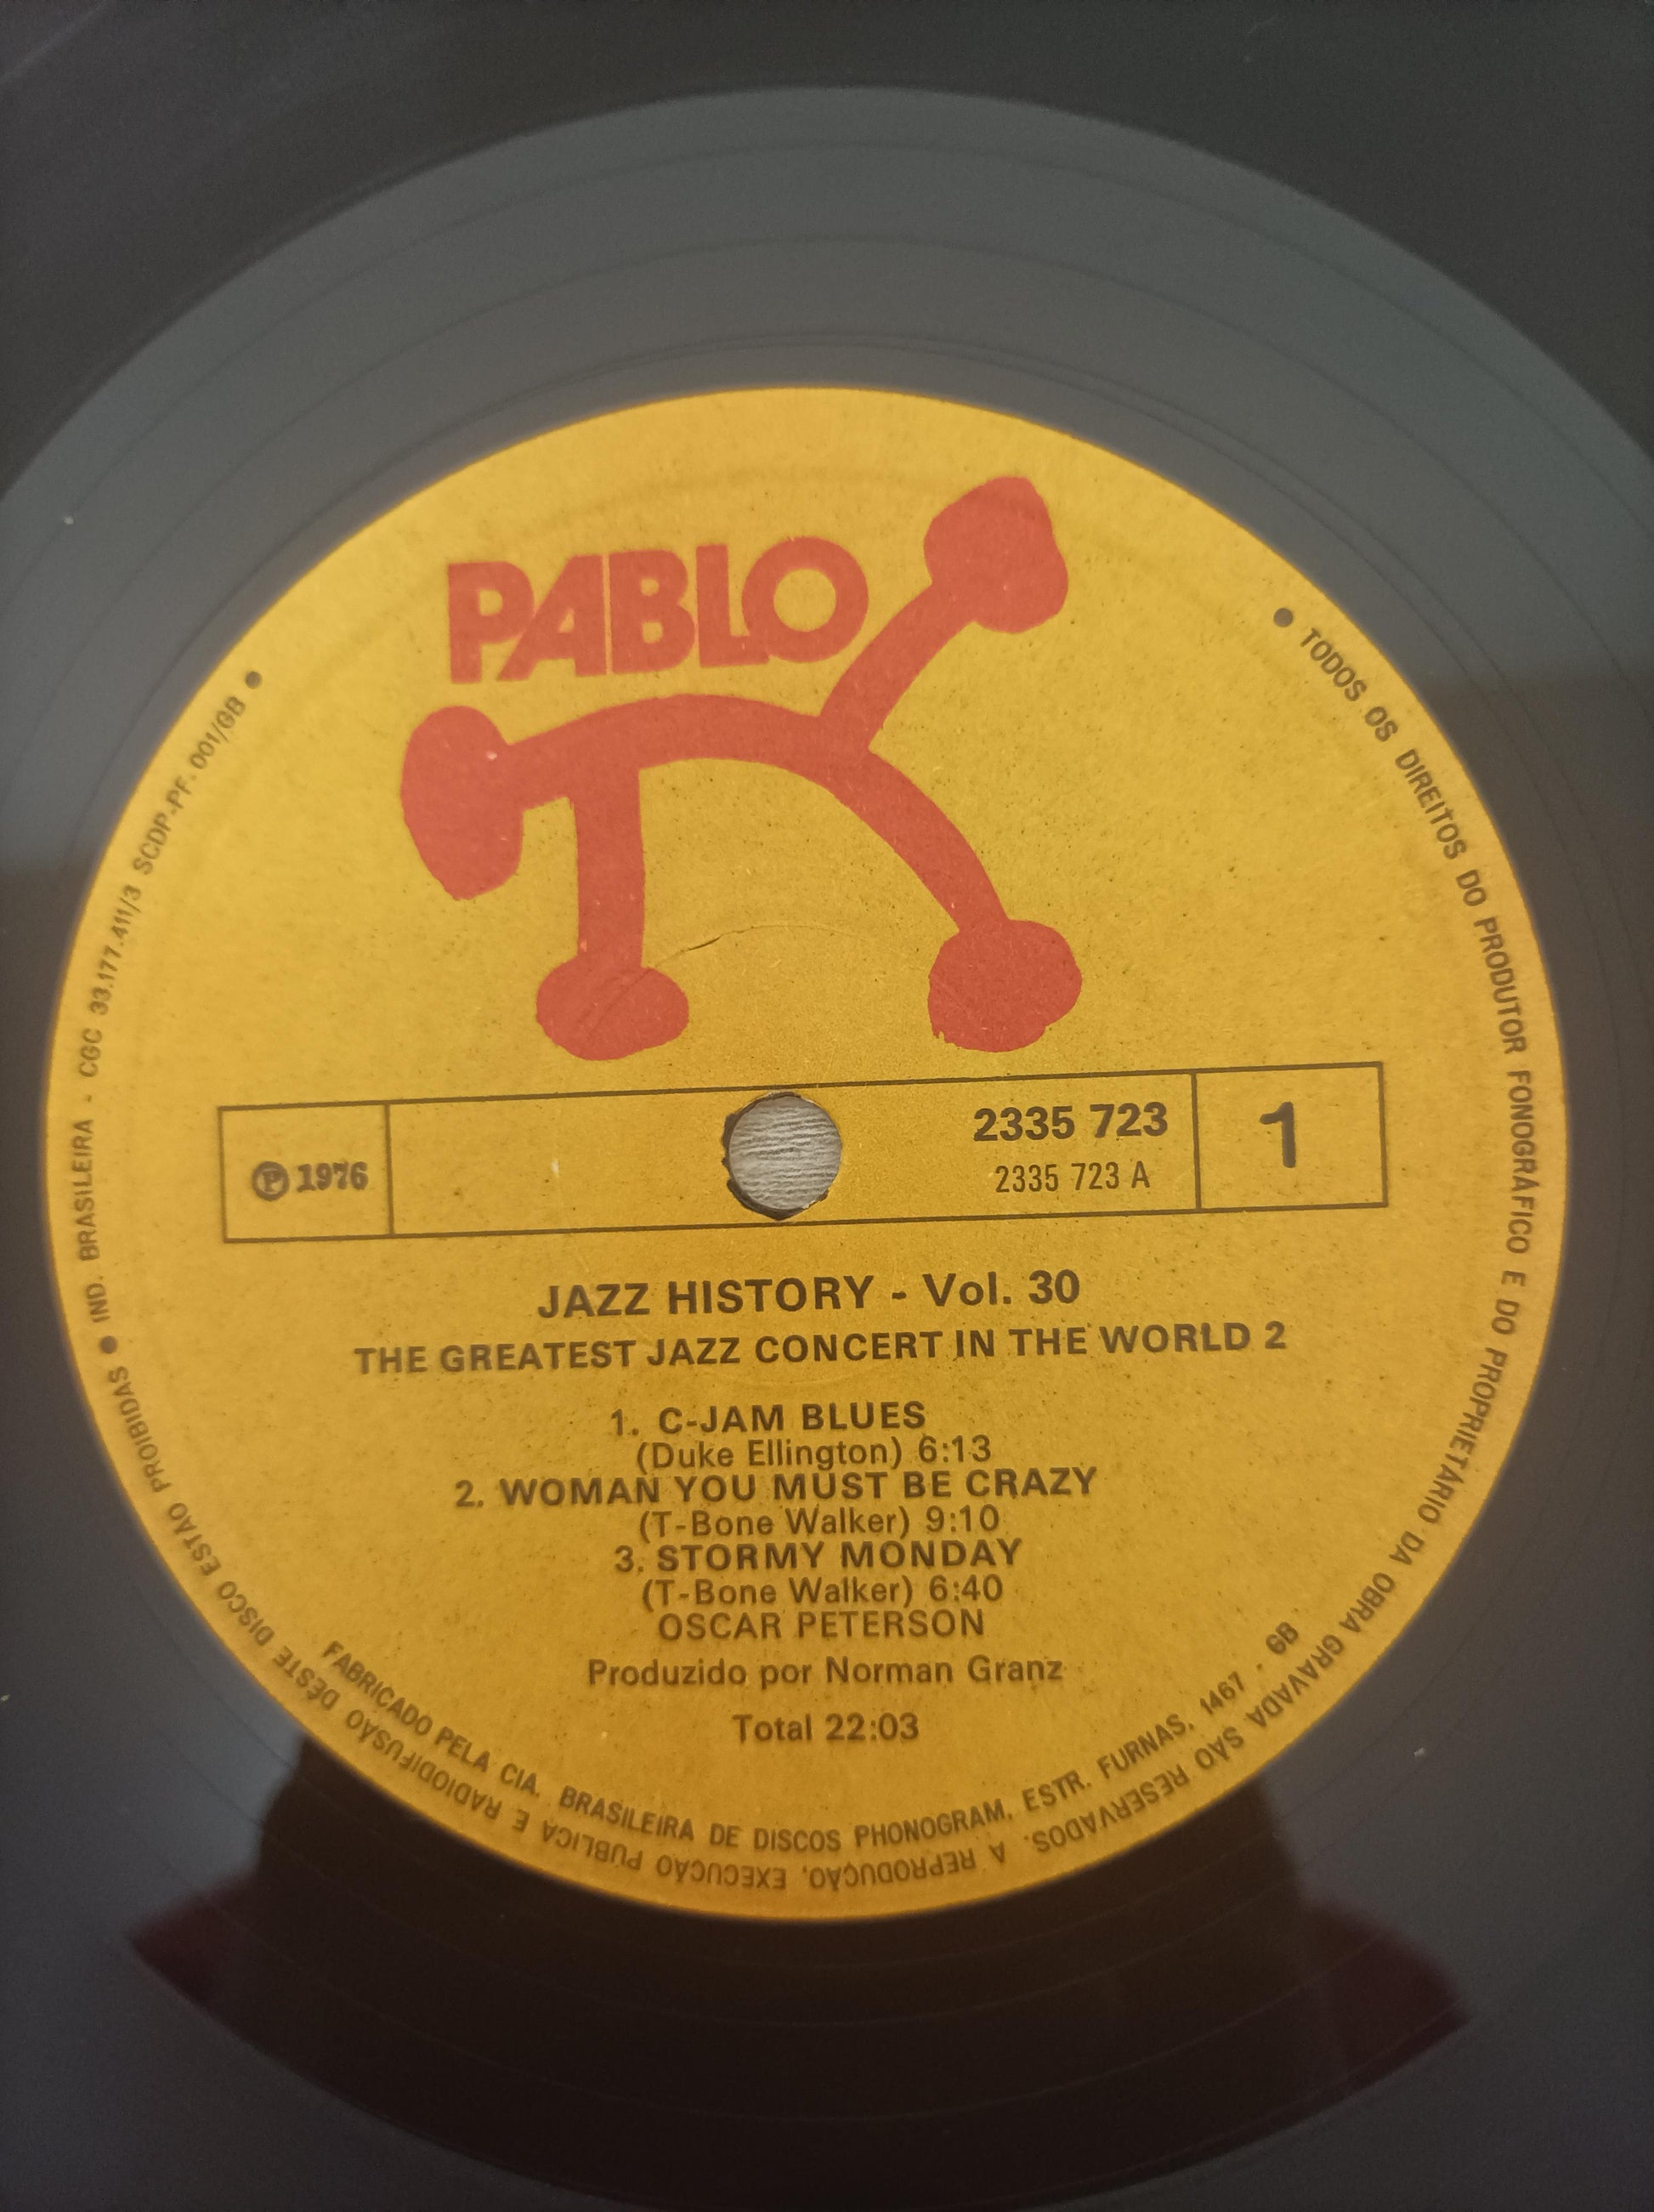 PABLO
℗ 1976
2335 723
2335 723 A
1
JAZZ HISTORY - Vol. 30
THE GREATEST JAZZ CONCERT IN THE WORLD 2
1. C-JAM BLUES
(Duke Ellington) 6:13
2. WOMAN YOU MUST BE CRAZY
(T-Bone Walker) 9:10
3. STORMY MONDAY
(T-Bone Walker) 6:40
OSCAR PETERSON
Produzido por Norman Granz
Total 22:03
FABRICADO PELA CIA. BRASILEIRA DE DISCOS PHONOGRAM, ESTR. FURNAS, 1467 - GB
● TODOS OS DIREITOS DO PRODUTOR FONOGRÁFICO E DO PROPRIETÁRIO DA OBRA GRAVADA SÃO RESERVADOS. A REPRODUÇÃO, EXECUÇÃO PÚBLICA E RADIODIFUSÃO DESTE DISCO ESTÃO PROIBIDAS ● IND. BRASILEIRA - CGC 33.177.411/3 SCDP-PF. 001/GB ●